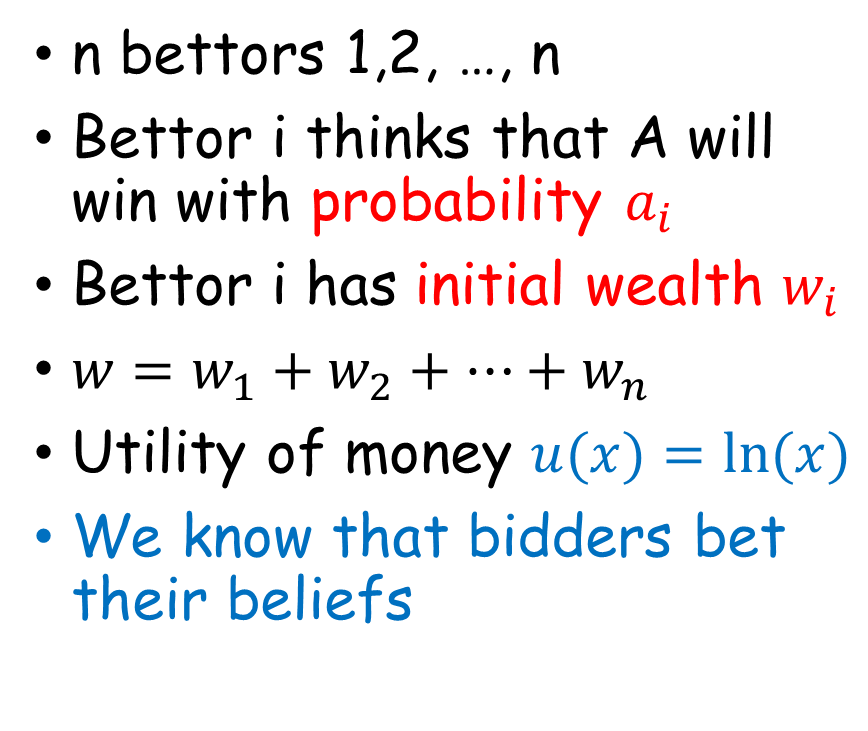 • n bettors 1,2, …, n
• Bettor i thinks that A will
win with probability aᵢ
• Bettor i has initial wealth wᵢ
• w = w₁ + w₂ + ⋯ + wₙ
• Utility of money u(x) = ln(x)
• We know that bidders bet
their beliefs